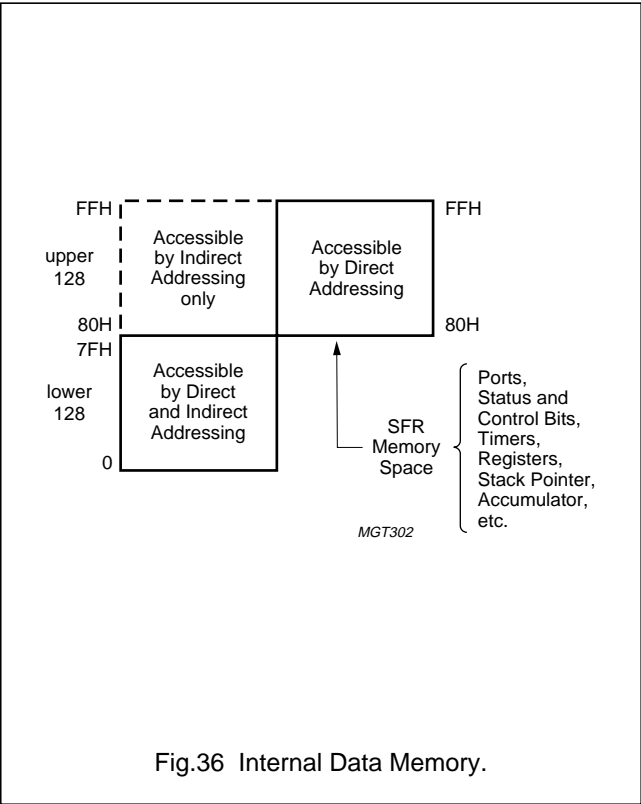 FFH
upper
128
80H
7FH
lower
128
0
Accessible
by Indirect
Addressing
only
Accessible
by Direct
Addressing
FFH
80H
Accessible
by Direct
and Indirect
Addressing
SFR
Memory
Space
Ports,
Status and
Control Bits,
Timers,
Registers,
Stack Pointer,
Accumulator,
etc.
MGT302
Fig.36 Internal Data Memory.